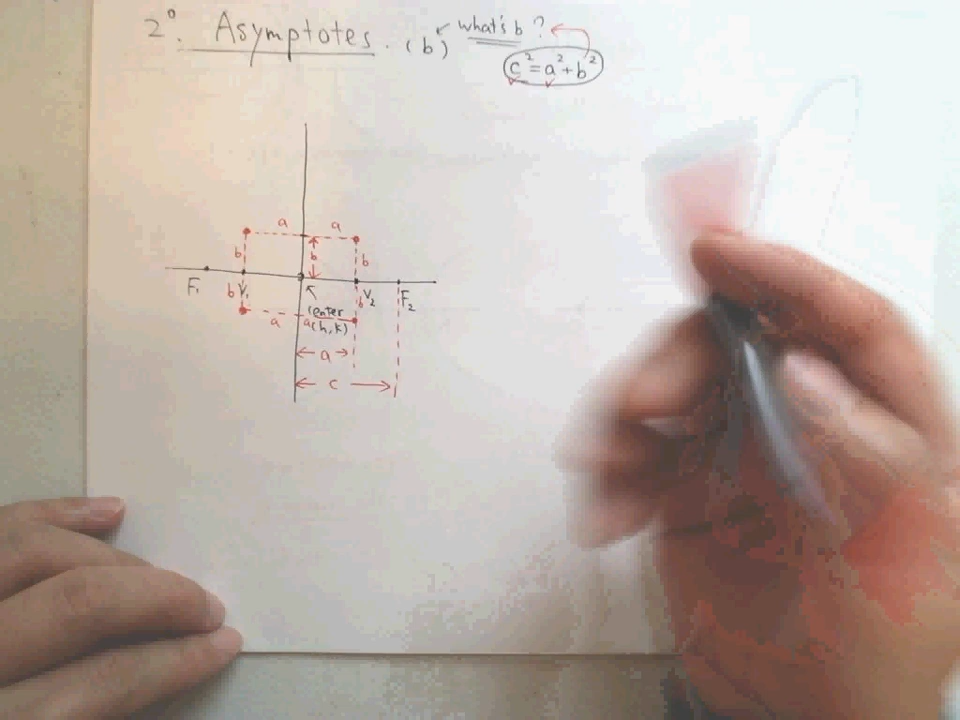 2°. Asymptotes. (b) what's b?
c²=a²+b²
a a
b b b
F₁ b V₁ b V₂ F₂
center
a a (h,k)
a
c